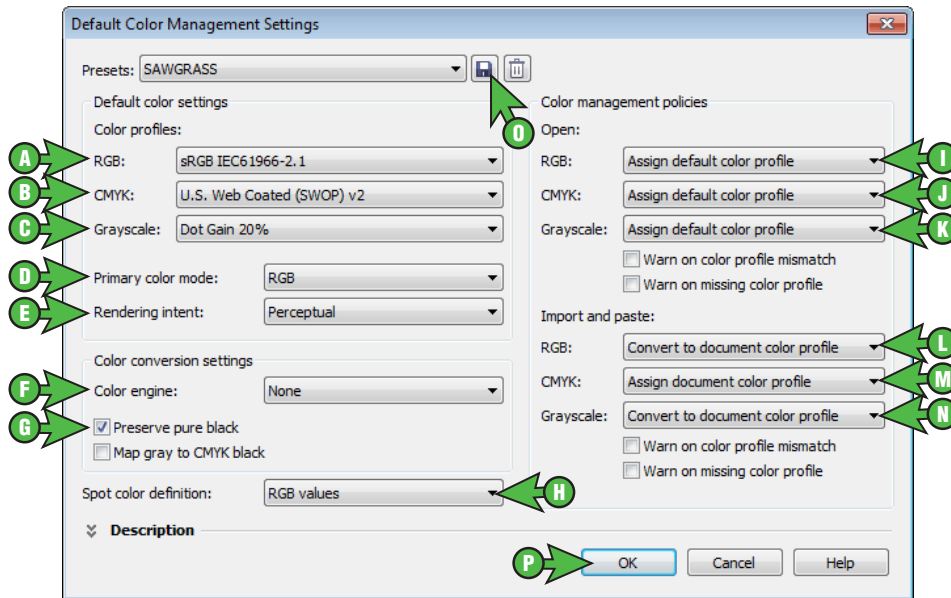 Default Color Management Settings
Presets: SAWGRASS
O
Default color settings
Color profiles:
A RGB: sRGB IEC61966-2.1
B CMYK: U.S. Web Coated (SWOP) v2
C Grayscale: Dot Gain 20%
D Primary color mode: RGB
E Rendering intent: Perceptual
Color conversion settings
F Color engine: None
G Preserve pure black
Map gray to CMYK black
Spot color definition: RGB values H
Description
Color management policies
Open:
RGB: Assign default color profile I
CMYK: Assign default color profile J
Grayscale: Assign default color profile K
Warn on color profile mismatch
Warn on missing color profile
Import and paste:
RGB: Convert to document color profile L
CMYK: Assign document color profile M
Grayscale: Convert to document color profile N
Warn on color profile mismatch
Warn on missing color profile
P OK Cancel Help